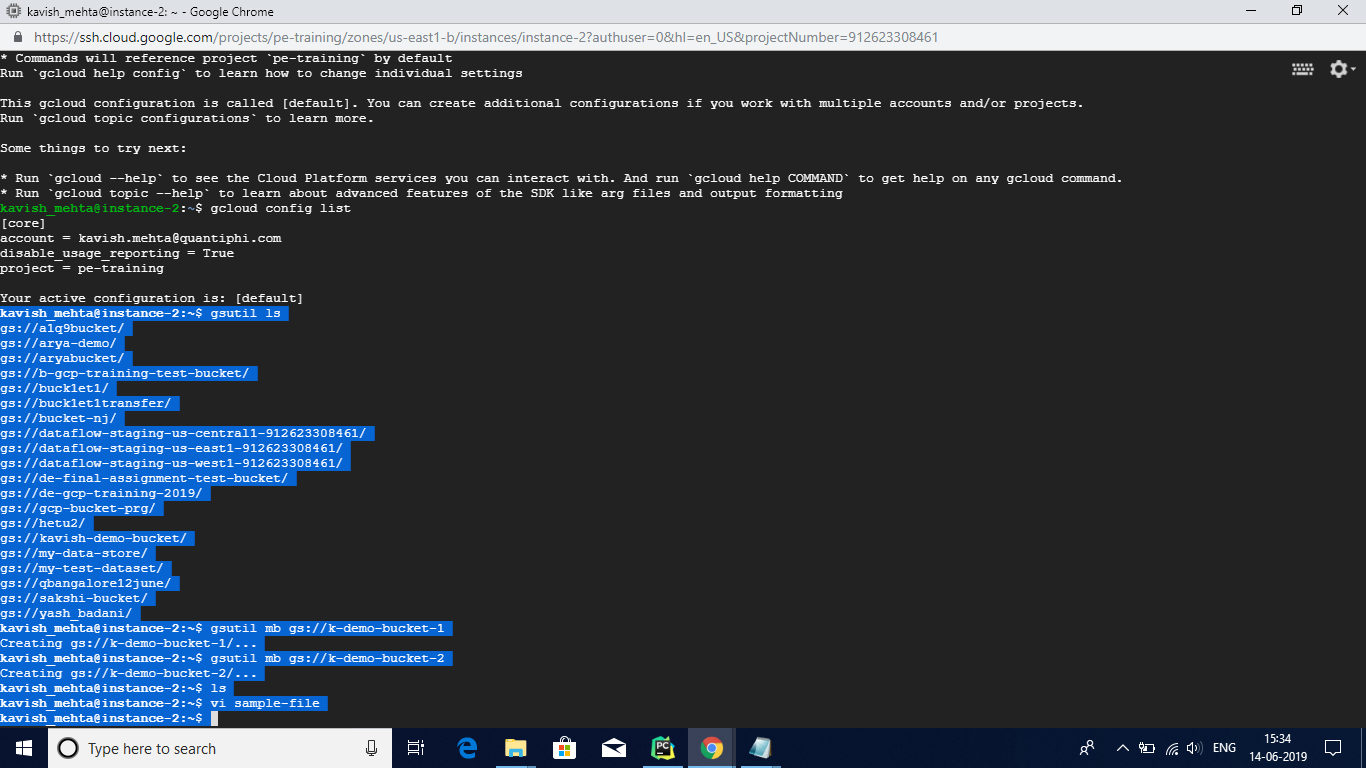 kavish_mehta@instance-2: ~ - Google Chrome
https://ssh.cloud.google.com/projects/pe-training/zones/us-east1-b/instances/instance-2?authuser=0&hl=en_US&projectNumber=912623308461
* Commands will reference project `pe-training` by default
Run `gcloud help config` to learn how to change individual settings
This gcloud configuration is called [default]. You can create additional configurations if you work with multiple accounts and/or projects.
Run `gcloud topic configurations` to learn more.
Some things to try next:
* Run `gcloud --help` to see the Cloud Platform services you can interact with. And run `gcloud help COMMAND` to get help on any gcloud command.
* Run `gcloud topic --help` to learn about advanced features of the SDK like arg files and output formatting
kavish_mehta@instance-2:~$ gcloud config list
[core]
account = kavish.mehta@quantiphi.com
disable_usage_reporting = True
project = pe-training
Your active configuration is: [default]
kavish_mehta@instance-2:~$ gsutil ls
gs://a1q9bucket/
gs://arya-demo/
gs://aryabucket/
gs://b-gcp-training-test-bucket/
gs://buck1et1/
gs://buck1et1transfer/
gs://bucket-nj/
gs://dataflow-staging-us-central1-912623308461/
gs://dataflow-staging-us-east1-912623308461/
gs://dataflow-staging-us-west1-912623308461/
gs://de-final-assignment-test-bucket/
gs://de-gcp-training-2019/
gs://gcp-bucket-prg/
gs://hetu2/
gs://kavish-demo-bucket/
gs://my-data-store/
gs://my-test-dataset/
gs://qbangalore12june/
gs://sakshi-bucket/
gs://yash_badani/
kavish_mehta@instance-2:~$ gsutil mb gs://k-demo-bucket-1
Creating gs://k-demo-bucket-1/...
kavish_mehta@instance-2:~$ gsutil mb gs://k-demo-bucket-2
Creating gs://k-demo-bucket-2/...
kavish_mehta@instance-2:~$ ls
kavish_mehta@instance-2:~$ vi sample-file
kavish_mehta@instance-2:~$
Type here to search
PC
ENG
15:34
14-06-2019